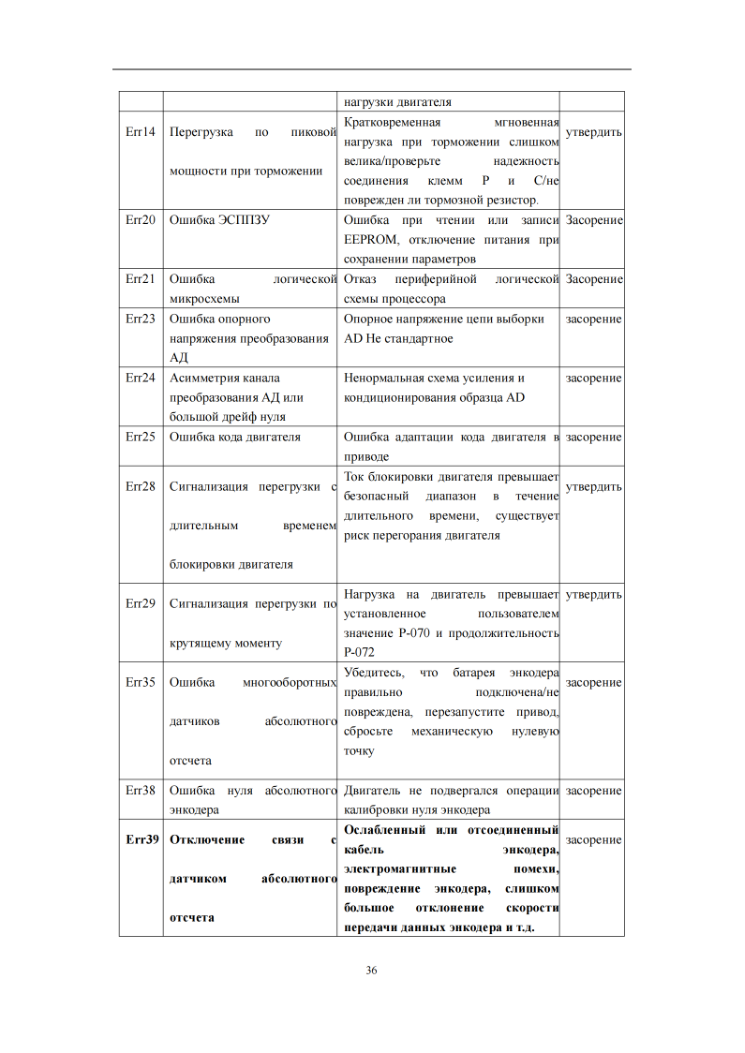 нагрузки двигателя
Err14 Перегрузка по пиковой мощности при торможении
Кратковременная мгновенная
нагрузка при торможении слишком
велика/проверьте надежность
соединения клемм P и C/не
поврежден ли тормозной резистор.
утвердить
Err20 Ошибка ЭСППЗУ
Ошибка при чтении или записи
EEPROM, отключение питания при
сохранении параметров
Засорение
Err21 Ошибка логической
микросхемы
Отказ периферийной логической
схемы процессора
Засорение
Err23 Ошибка опорного
напряжения преобразования
АД
Опорное напряжение цепи выборки
AD Не стандартное
засорение
Err24 Асимметрия канала
преобразования АД или
большой дрейф нуля
Ненормальная схема усиления и
кондиционирования образца AD
засорение
Err25 Ошибка кода двигателя
Ошибка адаптации кода двигателя в
приводе
засорение
Err28 Сигнализация перегрузки с
длительным временем
блокировки двигателя
Ток блокировки двигателя превышает
безопасный диапазон в течение
длительного времени, существует
риск перегорания двигателя
утвердить
Err29 Сигнализация перегрузки по
крутящему моменту
Нагрузка на двигатель превышает
установленное пользователем
значение P-070 и продолжительность
P-072
утвердить
Err35 Ошибка многооборотных
датчиков абсолютного
отсчета
Убедитесь, что батарея энкодера
правильно подключена/не
повреждена, перезапустите привод,
сбросьте механическую нулевую
точку
засорение
Err38 Ошибка нуля абсолютного
энкодера
Двигатель не подвергался операции
калибровки нуля энкодера
засорение
Err39 Отключение связи с
датчиком абсолютного
отсчета
Ослабленный или отсоединенный
кабель энкодера,
электромагнитные помехи,
повреждение энкодера, слишком
большое отклонение скорости
передачи данных энкодера и т.д.
засорение
36